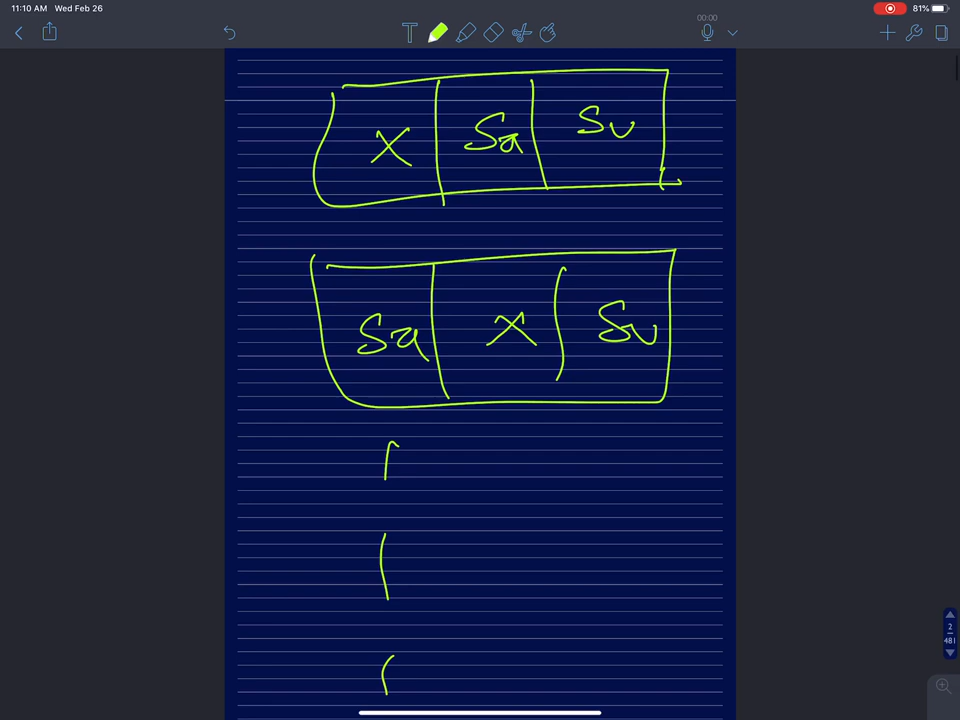 11:10 AM Wed Feb 26
81%
00:00
T
X Sa Su
Sa X Su
2
481